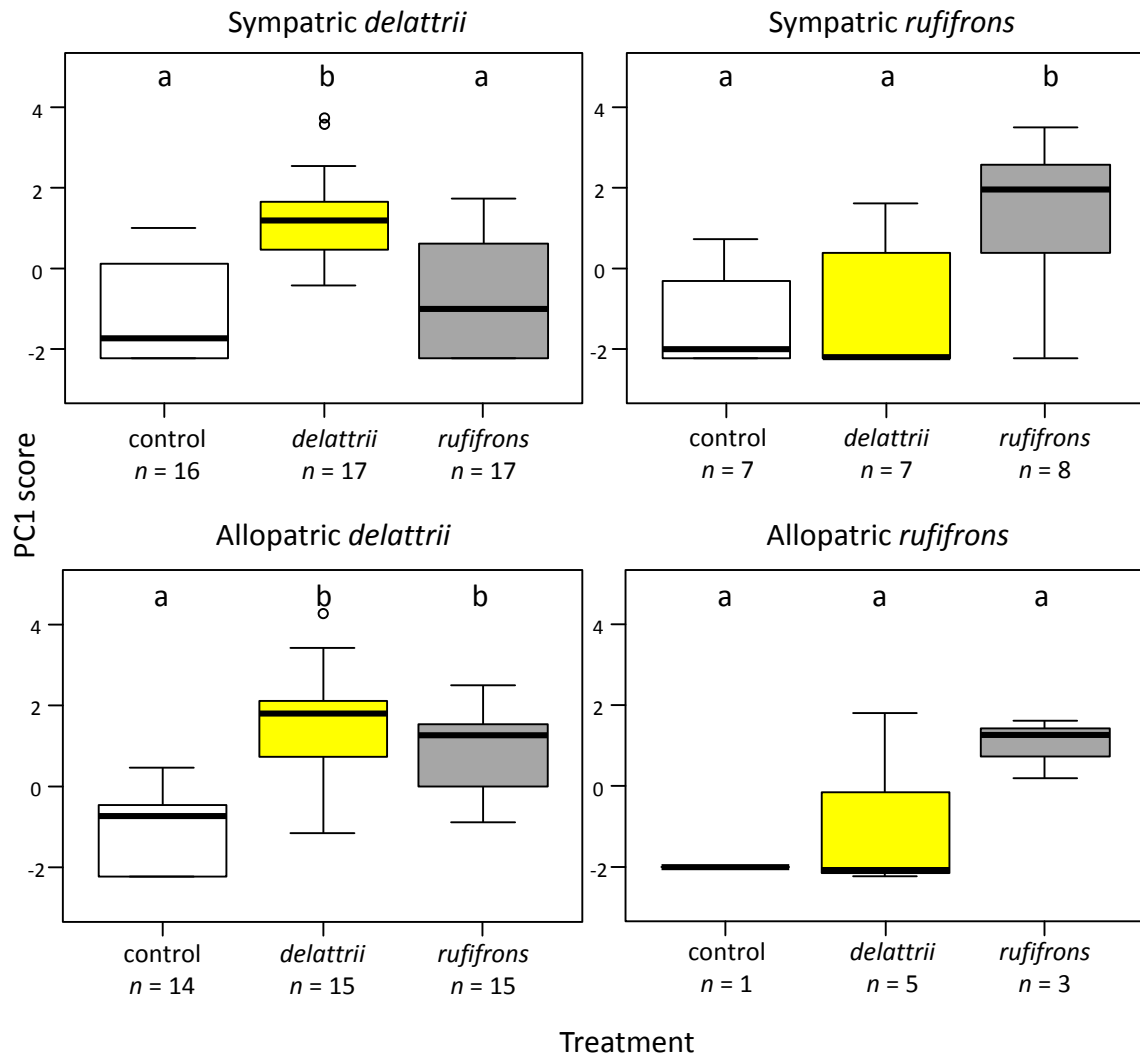 Sympatric delattrii
a b a
4
2
0
-2
control delattrii rufifrons
n = 16 n = 17 n = 17
Sympatric rufifrons
a a b
4
2
0
-2
control delattrii rufifrons
n = 7 n = 7 n = 8
PC1 score
Allopatric delattrii
a b b
4
2
0
-2
control delattrii rufifrons
n = 14 n = 15 n = 15
Allopatric rufifrons
a a a
4
2
0
-2
control delattrii rufifrons
n = 1 n = 5 n = 3
Treatment